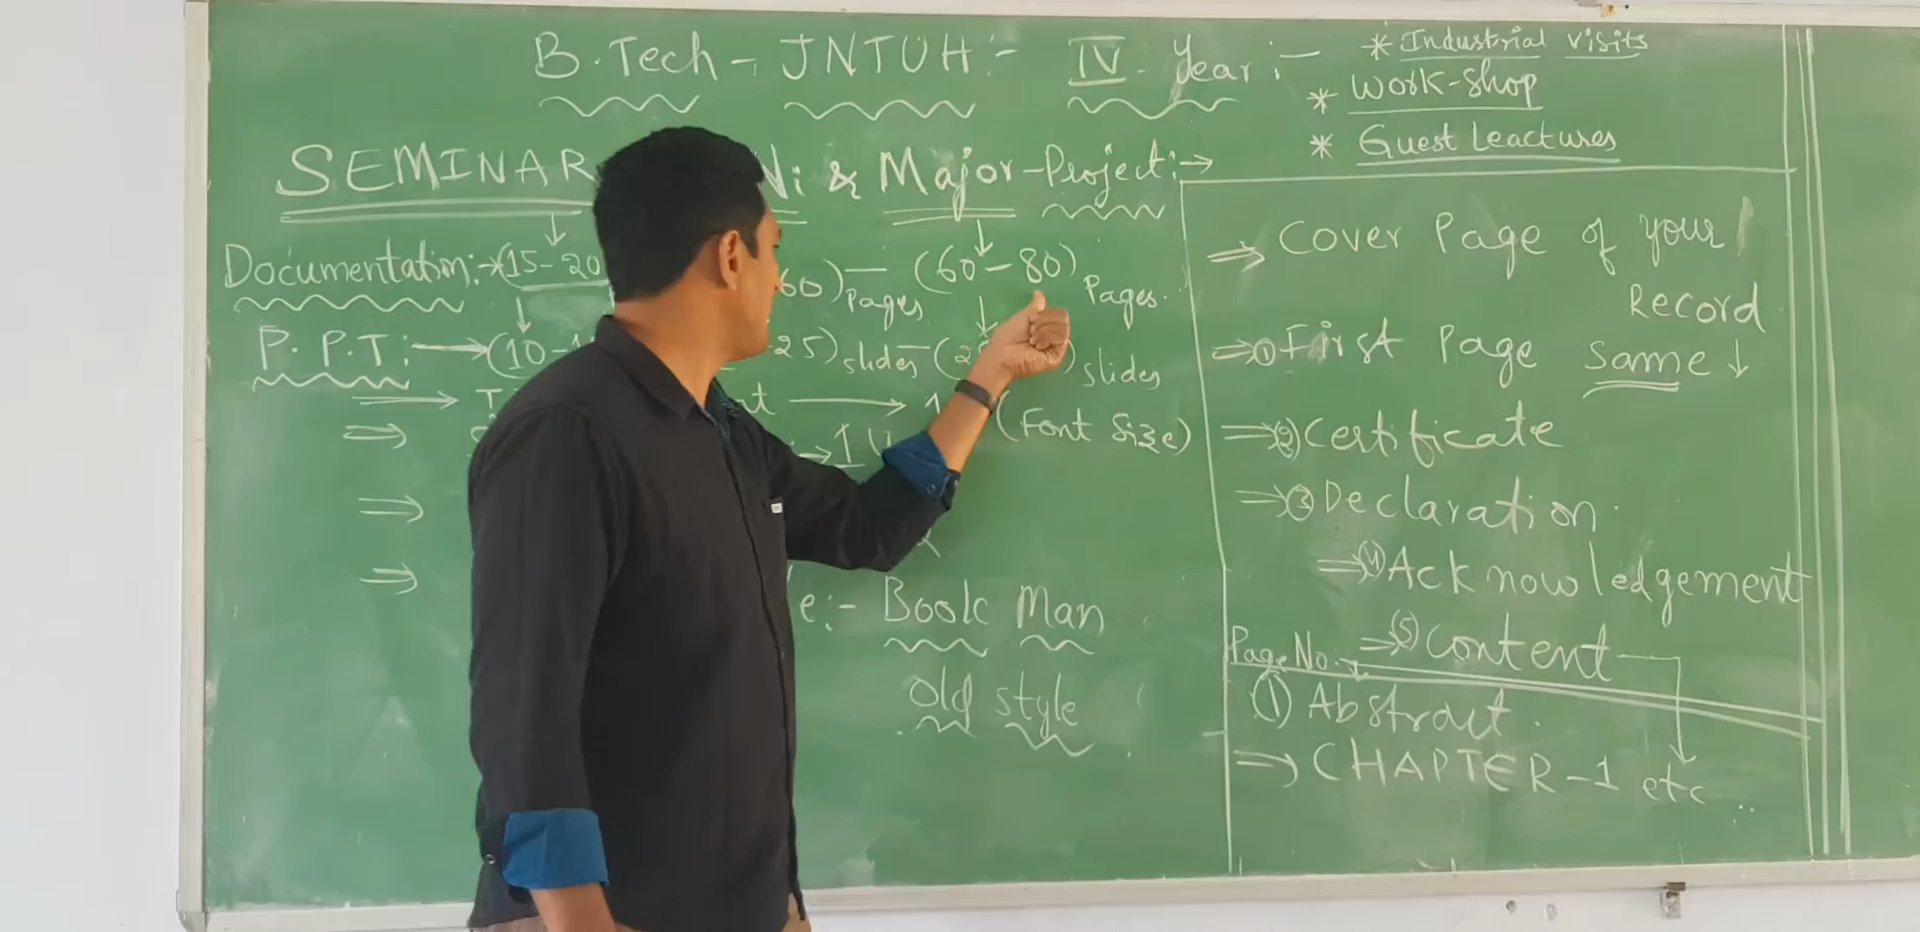 B.Tech - JNTUH :- IV. Year :-
* Industrial visits
* Work-Shop
* Guest Leactures
SEMINAR Ni & Major-Project :→
Documentation:→(15-20 60) Pages — (60-80) Pages.
P.P.T: →(10- -25) slides - ( ) slides
(Font Size)
e:- Book Man
Old style
⇒ Cover Page of your
Record
⇒① First Page Same ↓
⇒② Certificate
⇒③ Declaration.
⇒④ Acknowledgement
Page No. ⇒⑤ Content
① Abstract.
⇒ CHAPTER-1 etc ..